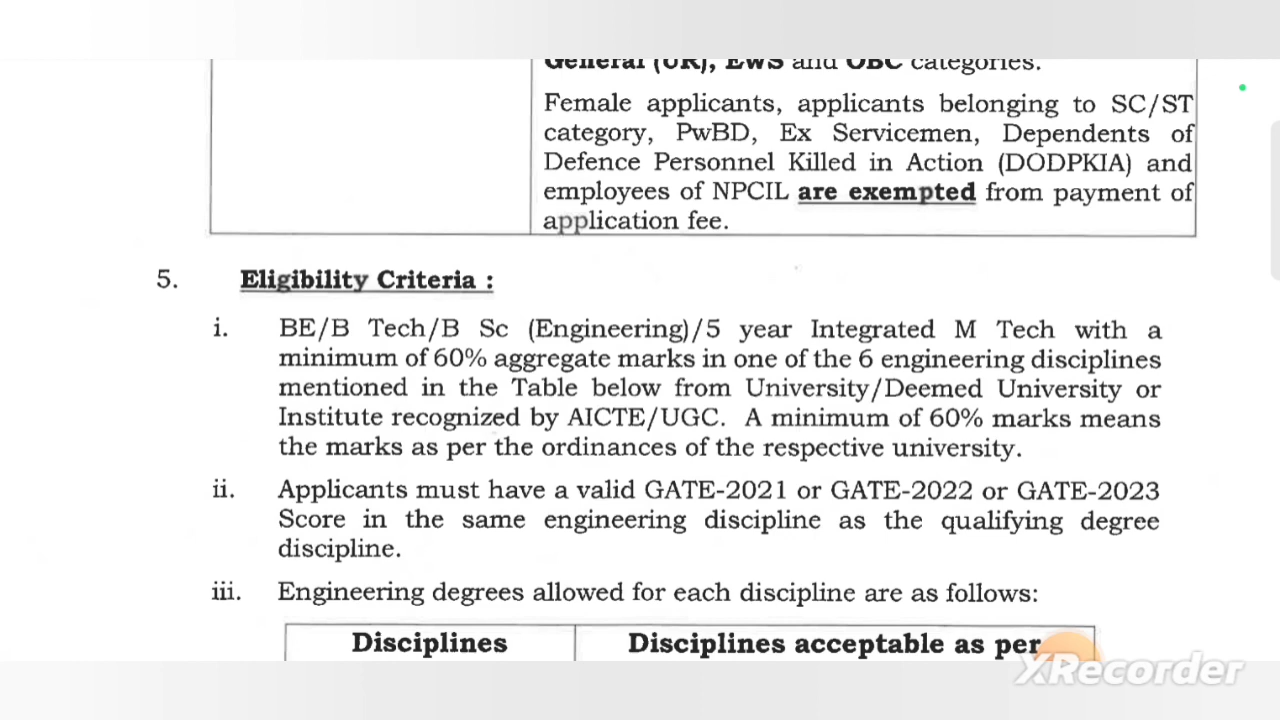 General (UR), EWS and OBC categories.
Female applicants, applicants belonging to SC/ST
category, PwBD, Ex Servicemen, Dependents of
Defence Personnel Killed in Action (DODPKIA) and
employees of NPCIL are exempted from payment of
application fee.
5. Eligibility Criteria :
i. BE/B Tech/B Sc (Engineering)/5 year Integrated M Tech with a
minimum of 60% aggregate marks in one of the 6 engineering disciplines
mentioned in the Table below from University/Deemed University or
Institute recognized by AICTE/UGC. A minimum of 60% marks means
the marks as per the ordinances of the respective university.
ii. Applicants must have a valid GATE-2021 or GATE-2022 or GATE-2023
Score in the same engineering discipline as the qualifying degree
discipline.
iii. Engineering degrees allowed for each discipline are as follows:
Disciplines Disciplines acceptable as per
XRecorder